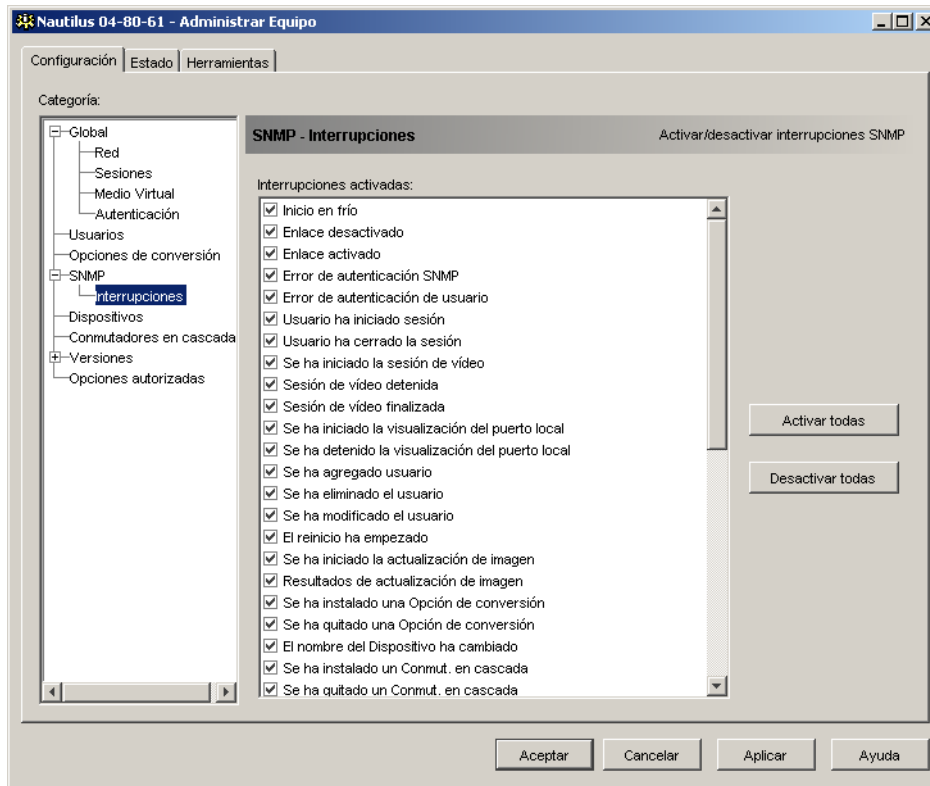 Nautilus 04-80-61 - Administrar Equipo
Configuración
Estado
Herramientas
Categoría:
Global
Red
Sesiones
Medio Virtual
Autenticación
Usuarios
Opciones de conversión
SNMP
Interrupciones
Dispositivos
Conmutadores en cascada
Versiones
Opciones autorizadas
SNMP - Interrupciones
Activar/desactivar interrupciones SNMP
Interrupciones activadas:
Inicio en frío
Enlace desactivado
Enlace activado
Error de autenticación SNMP
Error de autenticación de usuario
Usuario ha iniciado sesión
Usuario ha cerrado la sesión
Se ha iniciado la sesión de vídeo
Sesión de vídeo detenida
Sesión de vídeo finalizada
Se ha iniciado la visualización del puerto local
Se ha detenido la visualización del puerto local
Se ha agregado usuario
Se ha eliminado el usuario
Se ha modificado el usuario
El reinicio ha empezado
Se ha iniciado la actualización de imagen
Resultados de actualización de imagen
Se ha instalado una Opción de conversión
Se ha quitado una Opción de conversión
El nombre del Dispositivo ha cambiado
Se ha instalado un Conmut. en cascada
Se ha quitado un Conmut. en cascada
Activar todas
Desactivar todas
Aceptar
Cancelar
Aplicar
Ayuda